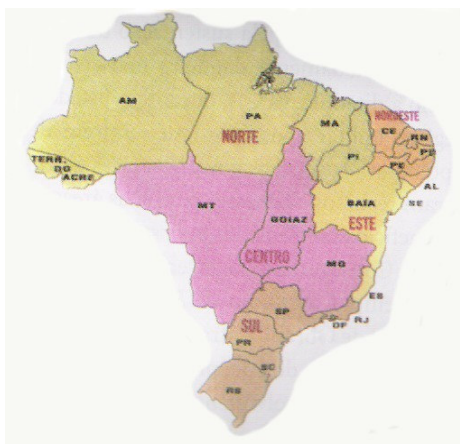 AM
PA
NORTE
MA
NORDESTE
CE
RN
PB
PI
PE
AL
SE
TERR.
DO
ACRE
MT
GOIAZ
BAÍA
ESTE
CENTRO
MG
ES
SP
RJ
DF
SUL
PR
SC
RS